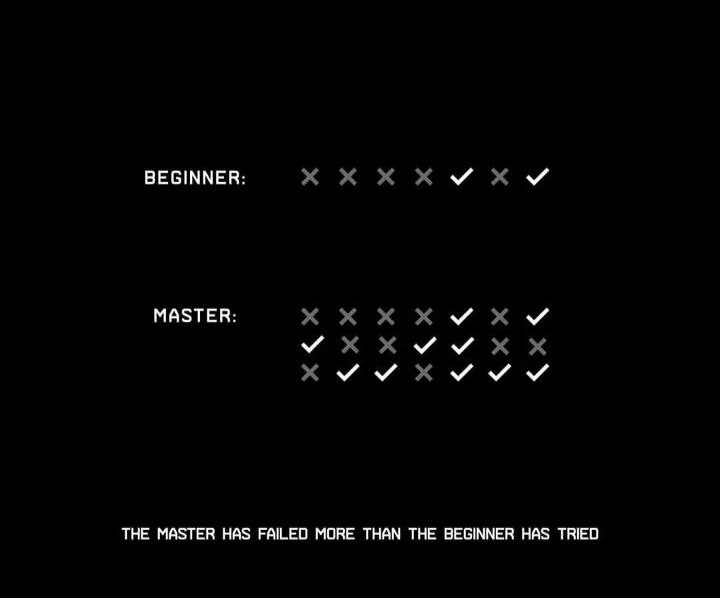 BEGINNER: ✕ ✕ ✕ ✕ ✓ ✕ ✓
MASTER: ✕ ✕ ✕ ✕ ✓ ✕ ✓
✓ ✕ ✕ ✓ ✓ ✕ ✕
✕ ✓ ✓ ✕ ✓ ✓ ✓
THE MASTER HAS FAILED MORE THAN THE BEGINNER HAS TRIED